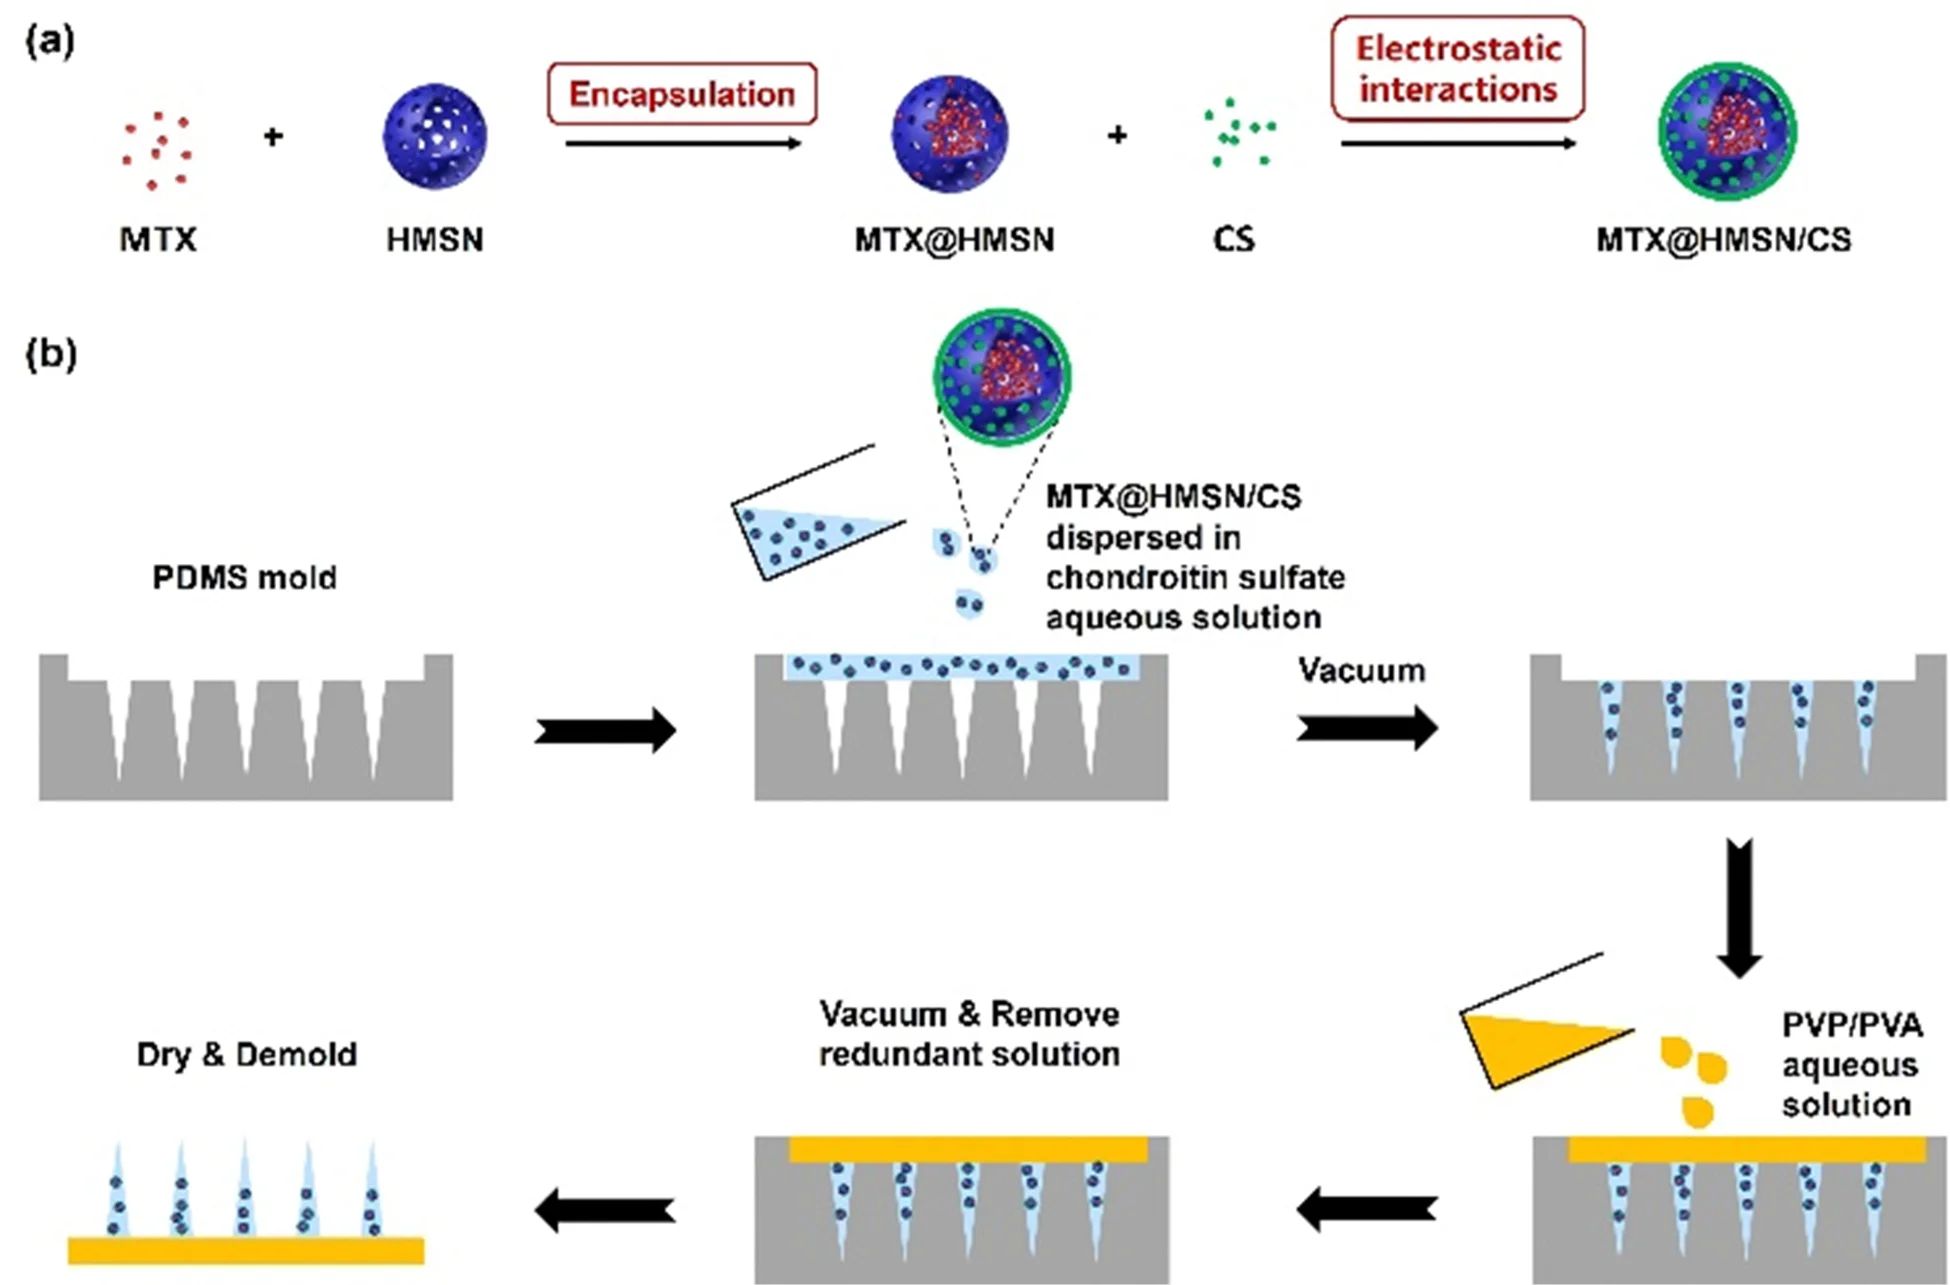 (a)
Encapsulation
Electrostatic
interactions
+
+
MTX
HMSN
MTX@HMSN
CS
MTX@HMSN/CS
(b)
MTX@HMSN/CS
dispersed in
chondroitin sulfate
aqueous solution
PDMS mold
Vacuum
PVP/PVA
aqueous
solution
Vacuum & Remove
redundant solution
Dry & Demold